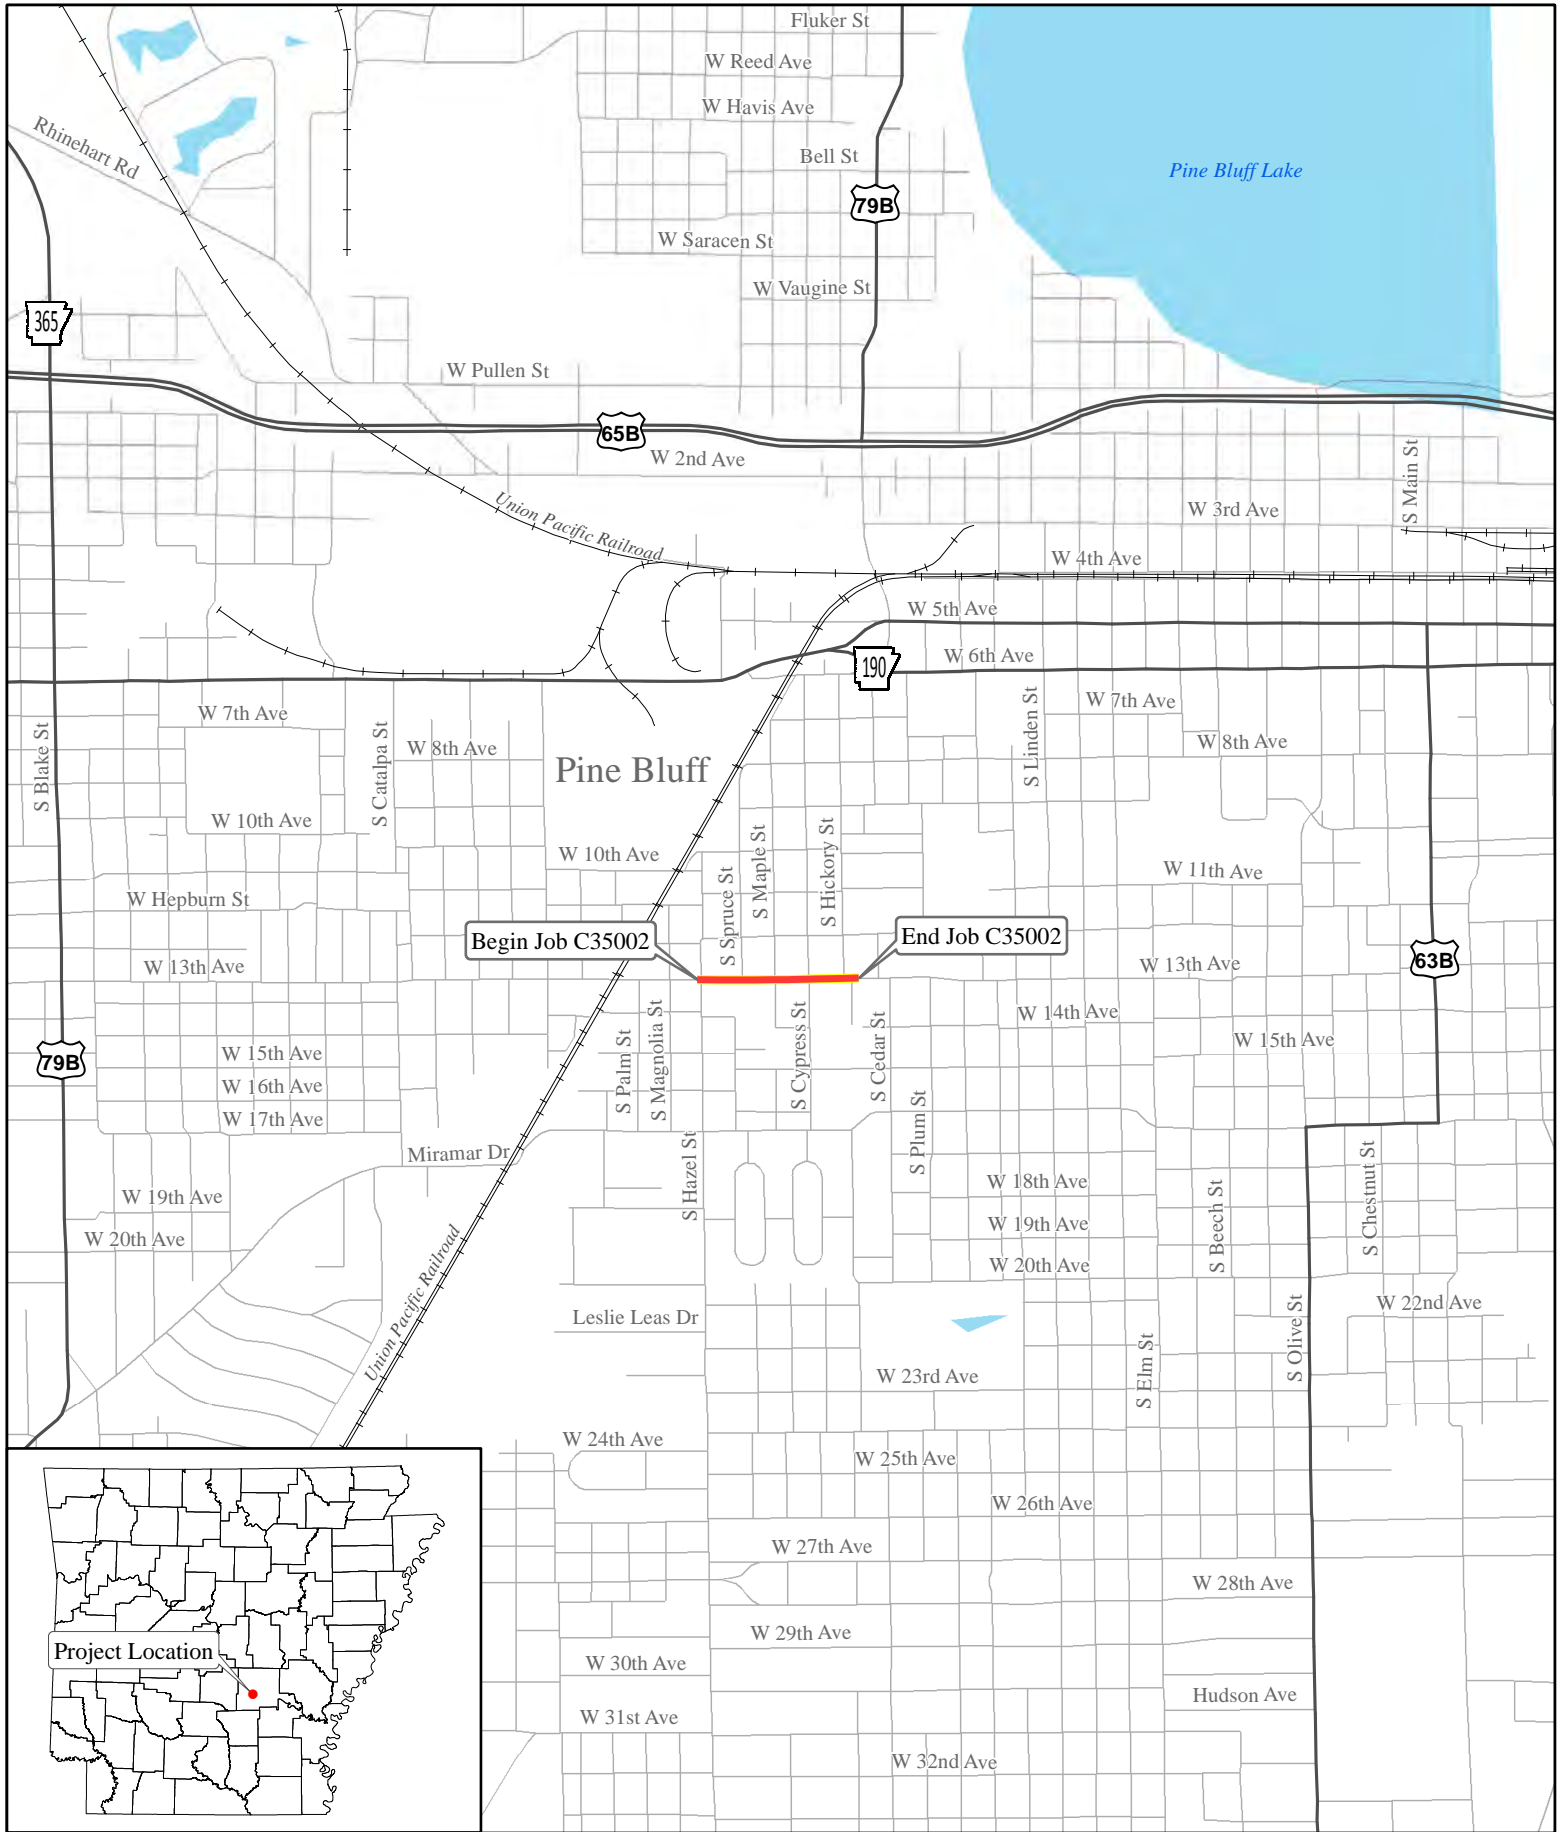 Fluker St
W Reed Ave
W Havis Ave
Rhinehart Rd
Bell St
Pine Bluff Lake
79B
W Saracen St
W Vaugine St
365
W Pullen St
65B
W 2nd Ave
S Main St
Union Pacific Railroad
W 3rd Ave
W 4th Ave
W 5th Ave
W 6th Ave
190
W 7th Ave
W 7th Ave
S Blake St
S Catalpa St
W 8th Ave
S Linden St
W 8th Ave
Pine Bluff
W 10th Ave
W 10th Ave
S Maple St
S Hickory St
W 11th Ave
W Hepburn St
S Spruce St
Begin Job C35002
End Job C35002
W 13th Ave
W 13th Ave
63B
W 14th Ave
79B
W 15th Ave
S Palm St
S Magnolia St
S Cypress St
S Cedar St
W 15th Ave
W 16th Ave
W 17th Ave
S Plum St
Miramar Dr
S Hazel St
W 18th Ave
W 19th Ave
S Beech St
S Chestnut St
W 19th Ave
W 20th Ave
W 20th Ave
Union Pacific Railroad
Leslie Leas Dr
W 22nd Ave
S Olive St
S Elm St
W 23rd Ave
W 24th Ave
W 25th Ave
W 26th Ave
W 27th Ave
W 28th Ave
W 29th Ave
Project Location
W 30th Ave
Hudson Ave
W 31st Ave
W 32nd Ave